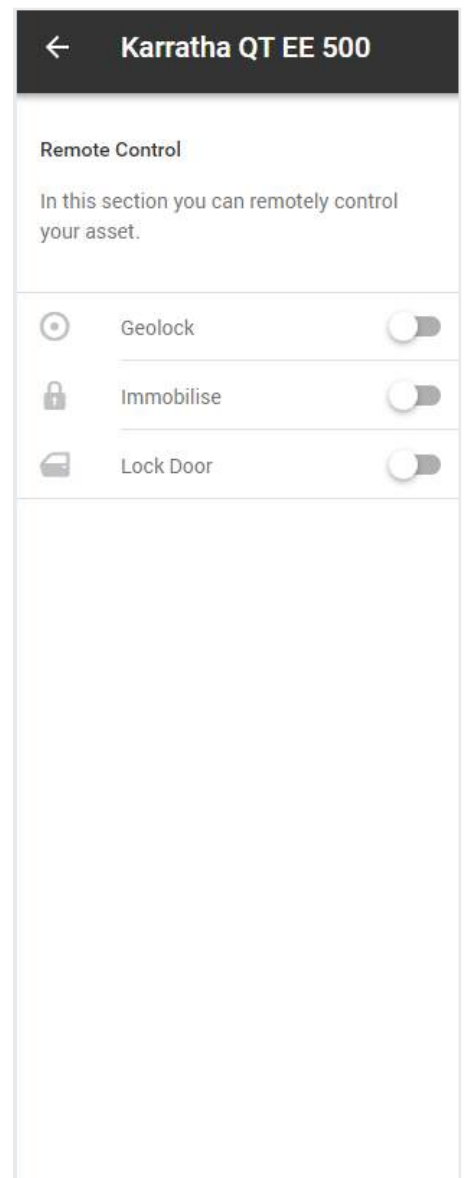 Karratha QT EE 500
Remote Control
In this section you can remotely control
your asset.
Geolock
Immobilise
Lock Door